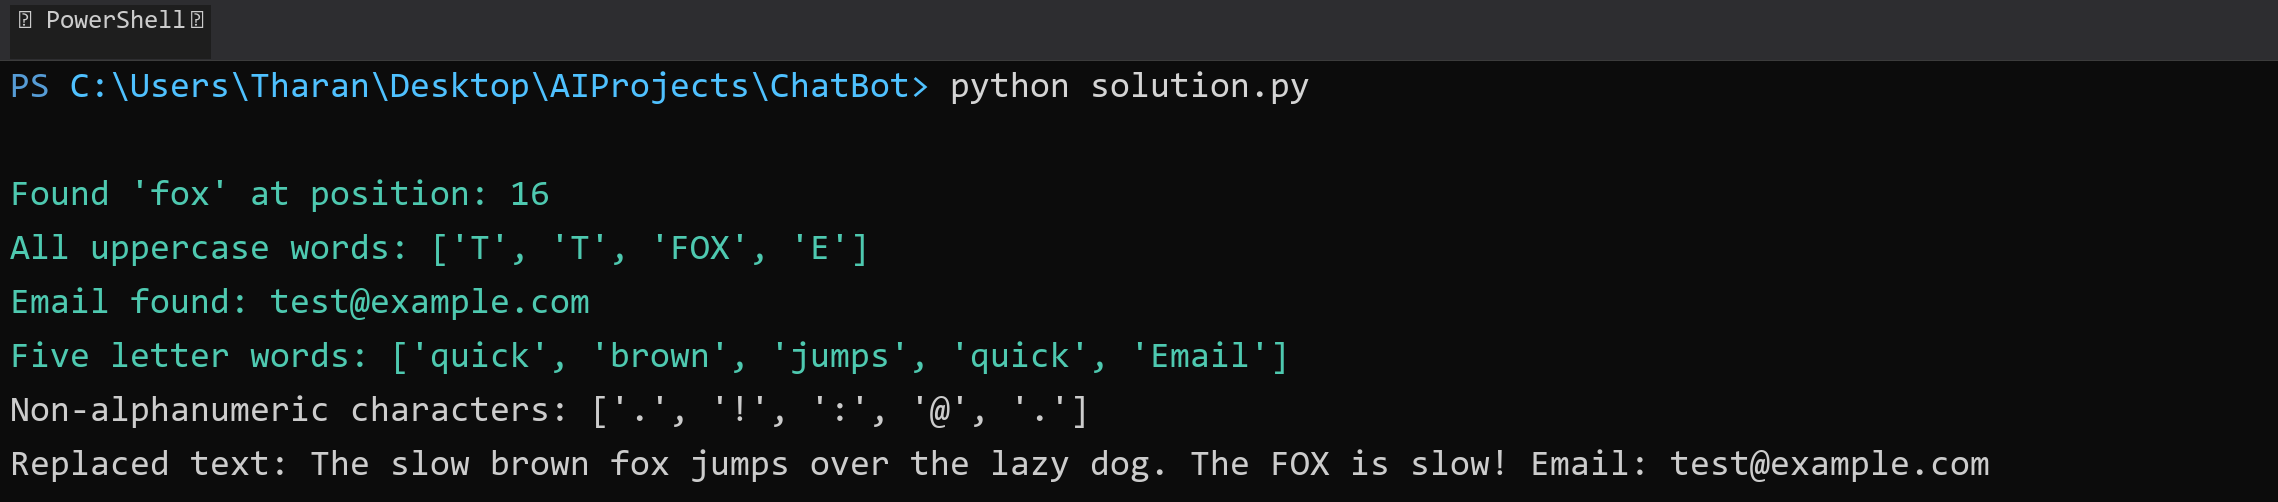 PowerShell
PS C:\Users\Tharan\Desktop\AIProjects\ChatBot> python solution.py
Found 'fox' at position: 16
All uppercase words: ['T', 'T', 'FOX', 'E']
Email found: test@example.com
Five letter words: ['quick', 'brown', 'jumps', 'quick', 'Email']
Non-alphanumeric characters: ['.', '!', ':', '@', '.']
Replaced text: The slow brown fox jumps over the lazy dog. The FOX is slow! Email: test@example.com